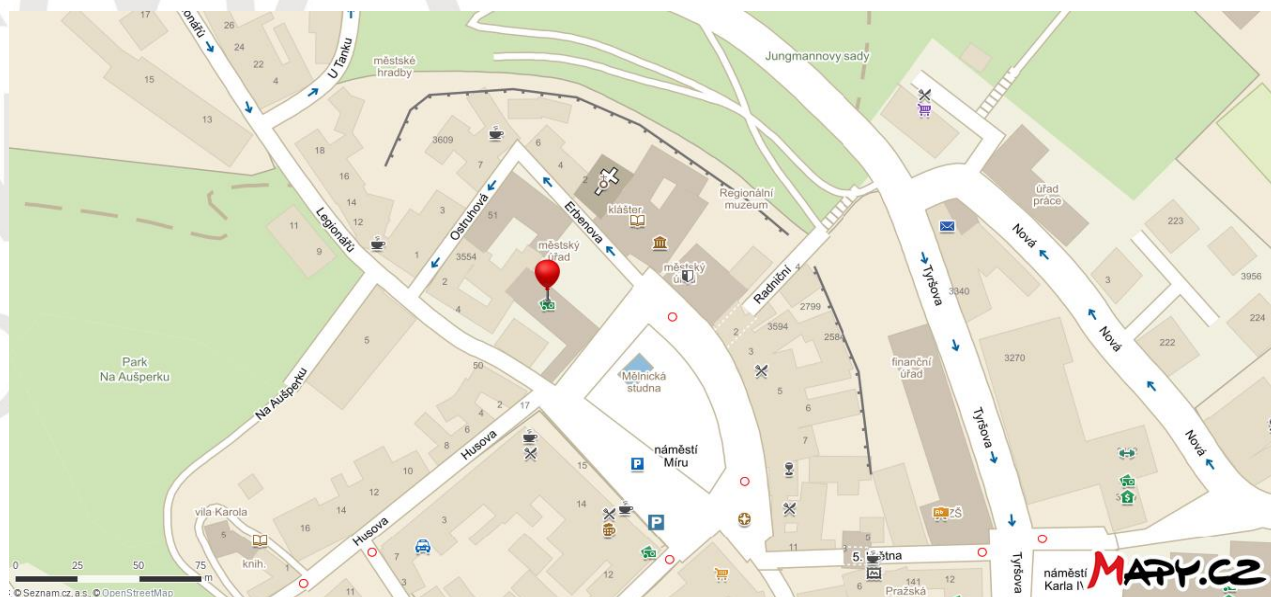 17
26
24
22
4
U Tanku
městské
hradby
Jungmannovy sady
15
13
3609
7
6
4
2
18
16
14
12
klášter
Regionální
muzeum
úřad
práce
223
11
9
Legionářů
3
1
Ostruhová
51
Erbenova
městský
úřad
3554
2
4
Radniční
4
Nová
3
3956
224
222
Tyršova
3340
2799
3594
2584
2
3
5
6
7
5
Park
Na Aušperku
Na Aušperku
50
Mělnická
studna
finanční
úřad
3270
Tyršova
Nová
17
2
4
6
8
10
12
Husova
náměstí
Míru
P
15
14
vila Karola
5
knih.
16
14
Husova
3
7
12
P
11
5
5. května
ZŠ
Tyršova
náměstí
Karla IV
141
12
Pražská
1
0 25 50 75
m
MAPY.CZ
© Seznam.cz, a.s., © OpenStreetMap